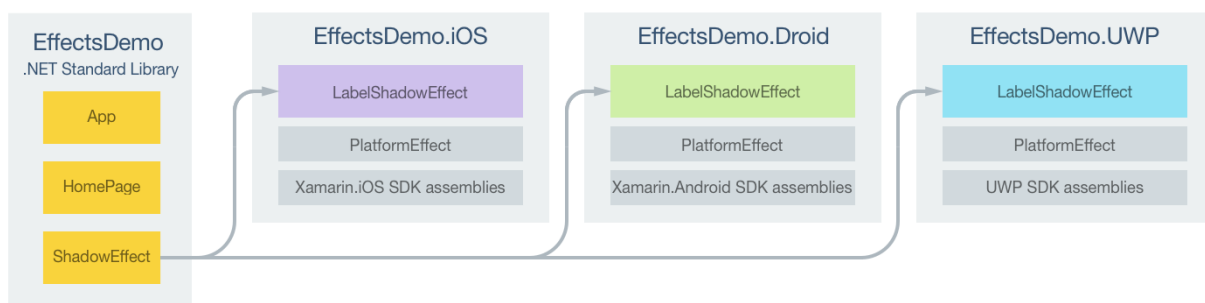 EffectsDemo
.NET Standard Library
App
HomePage
ShadowEffect
EffectsDemo.iOS
LabelShadowEffect
PlatformEffect
Xamarin.iOS SDK assemblies
EffectsDemo.Droid
LabelShadowEffect
PlatformEffect
Xamarin.Android SDK assemblies
EffectsDemo.UWP
LabelShadowEffect
PlatformEffect
UWP SDK assemblies